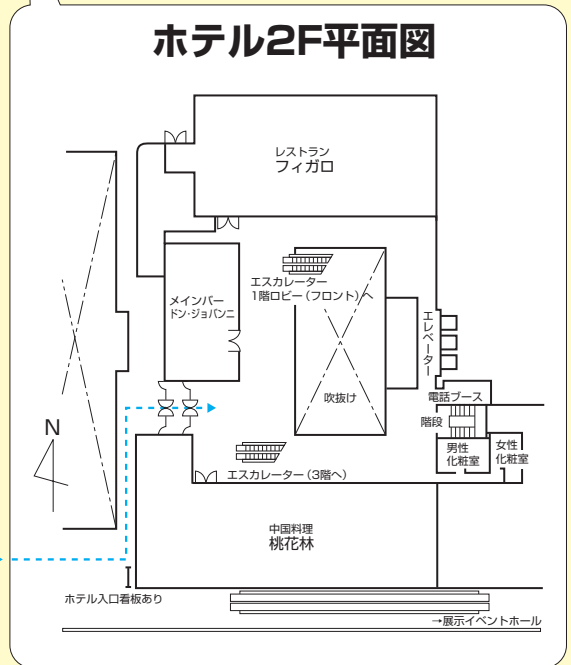 ホテル2F平面図
レストラン
フィガロ
エスカレーター
1階ロビー（フロント）へ
メインバー
ドン・ジョバンニ
エレベーター
吹抜け
電話ブース
階段
男性
化粧室
女性
化粧室
N
エスカレーター（3階へ）
中国料理
桃花林
ホテル入口看板あり
→展示イベントホール